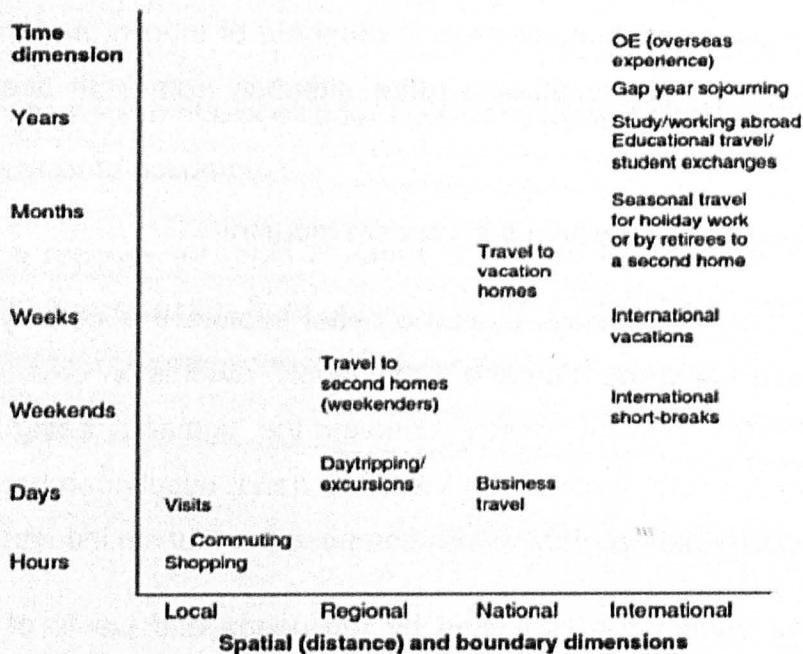 Time
dimension
OE (overseas
experience)
Gap year sojourning
Years
Study/working abroad
Educational travel/
student exchanges
Months
Seasonal travel
for holiday work
or by retirees to
a second home
Travel to
vacation
homes
Weeks
International
vacations
Travel to
second homes
(weekenders)
Weekends
International
short-breaks
Daytripping/
excursions
Business
travel
Days
Visits
Commuting
Hours
Shopping
Local
Regional
National
International
Spatial (distance) and boundary dimensions